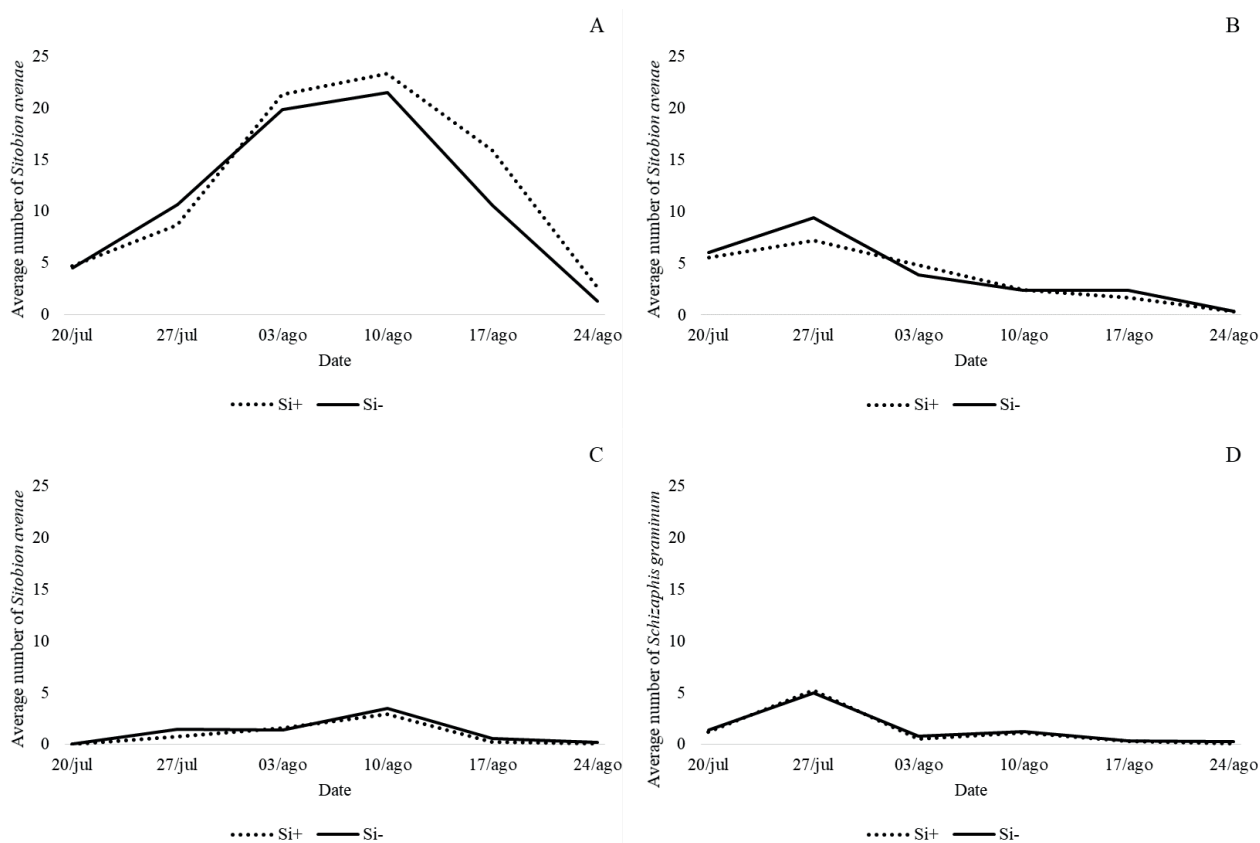 A
Average number of Sitobion avenae
25
20
15
10
5
0
20/jul 27/jul 03/ago 10/ago 17/ago 24/ago
Date
Si+ Si-
B
Average number of Sitobion avenae
25
20
15
10
5
0
20/jul 27/jul 03/ago 10/ago 17/ago 24/ago
Date
Si+ Si-
C
Average number of Sitobion avenae
25
20
15
10
5
0
20/jul 27/jul 03/ago 10/ago 17/ago 24/ago
Date
Si+ Si-
D
Average number of Schizaphis graminum
25
20
15
10
5
0
20/jul 27/jul 03/ago 10/ago 17/ago 24/ago
Date
Si+ Si-